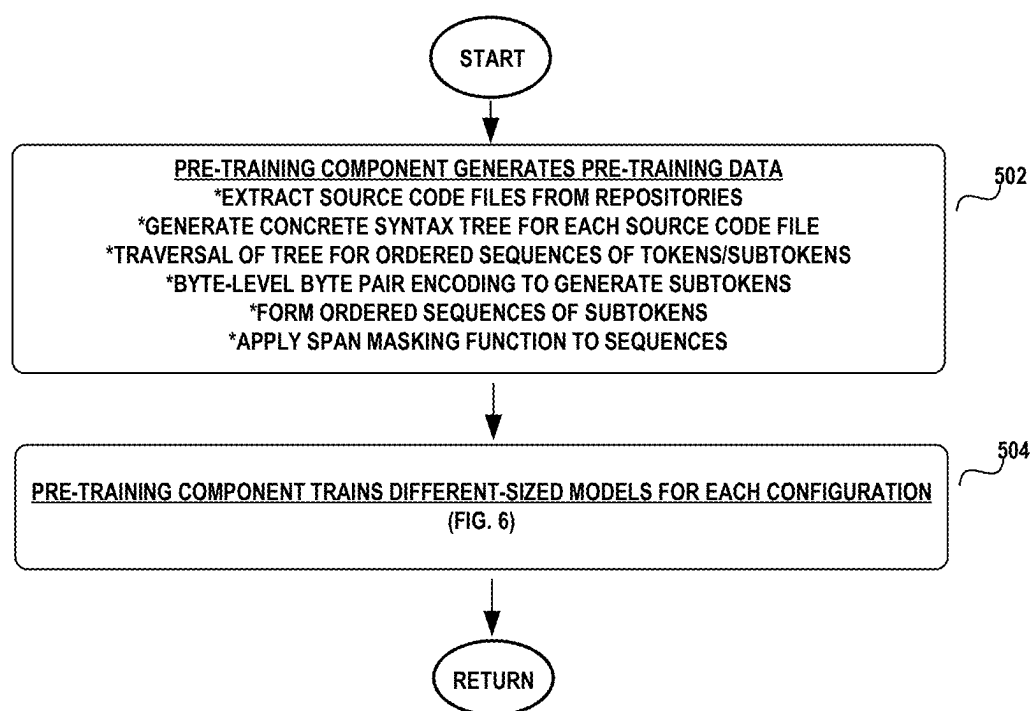 START
PRE-TRAINING COMPONENT GENERATES PRE-TRAINING DATA
*EXTRACT SOURCE CODE FILES FROM REPOSITORIES
*GENERATE CONCRETE SYNTAX TREE FOR EACH SOURCE CODE FILE
*TRAVERSAL OF TREE FOR ORDERED SEQUENCES OF TOKENS/SUBTOKENS
*BYTE-LEVEL BYTE PAIR ENCODING TO GENERATE SUBTOKENS
*FORM ORDERED SEQUENCES OF SUBTOKENS
*APPLY SPAN MASKING FUNCTION TO SEQUENCES
502
PRE-TRAINING COMPONENT TRAINS DIFFERENT-SIZED MODELS FOR EACH CONFIGURATION
(FIG. 6)
504
RETURN